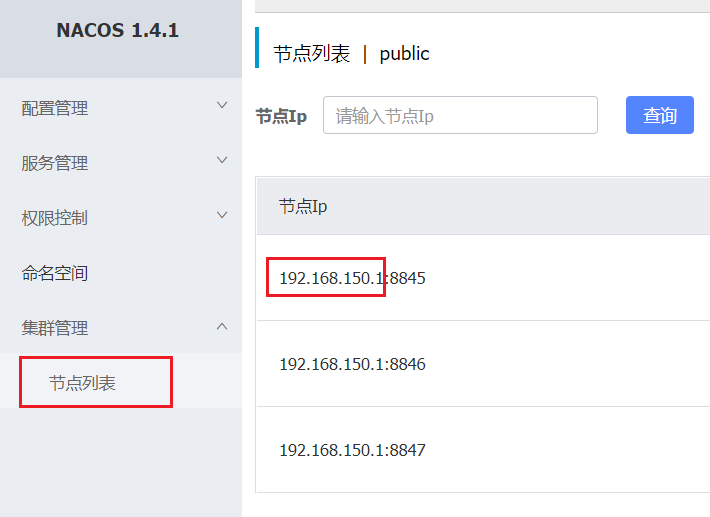 NACOS 1.4.1
配置管理
服务管理
权限控制
命名空间
集群管理
节点列表
节点列表 | public
节点Ip 请输入节点Ip 查询
节点Ip
192.168.150.1:8845
192.168.150.1:8846
192.168.150.1:8847